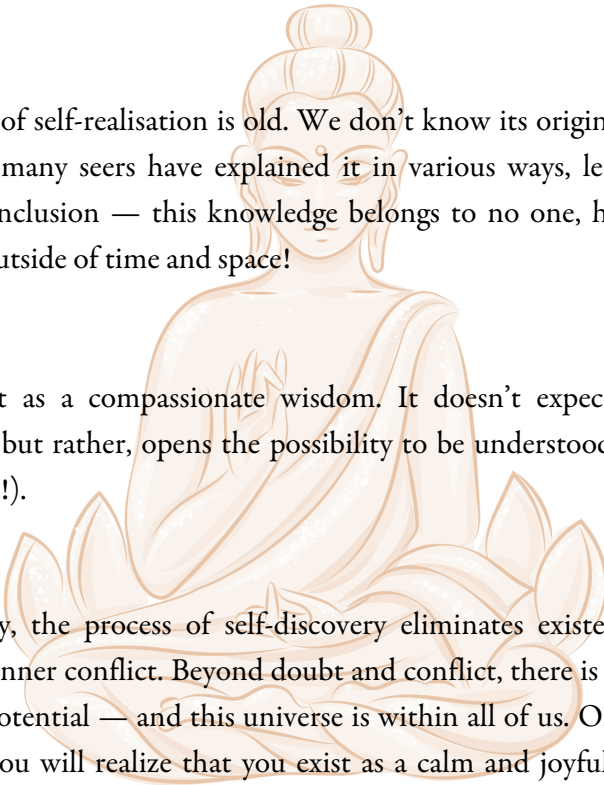 of self-realisation is old. We don't know its origin
many seers have explained it in various ways, le
nclusion — this knowledge belongs to no one, h
utside of time and space!
t as a compassionate wisdom. It doesn't expec
but rather, opens the possibility to be understood
!).
y, the process of self-discovery eliminates existe
nner conflict. Beyond doubt and conflict, there is
otential — and this universe is within all of us. O
ou will realize that you exist as a calm and joyful